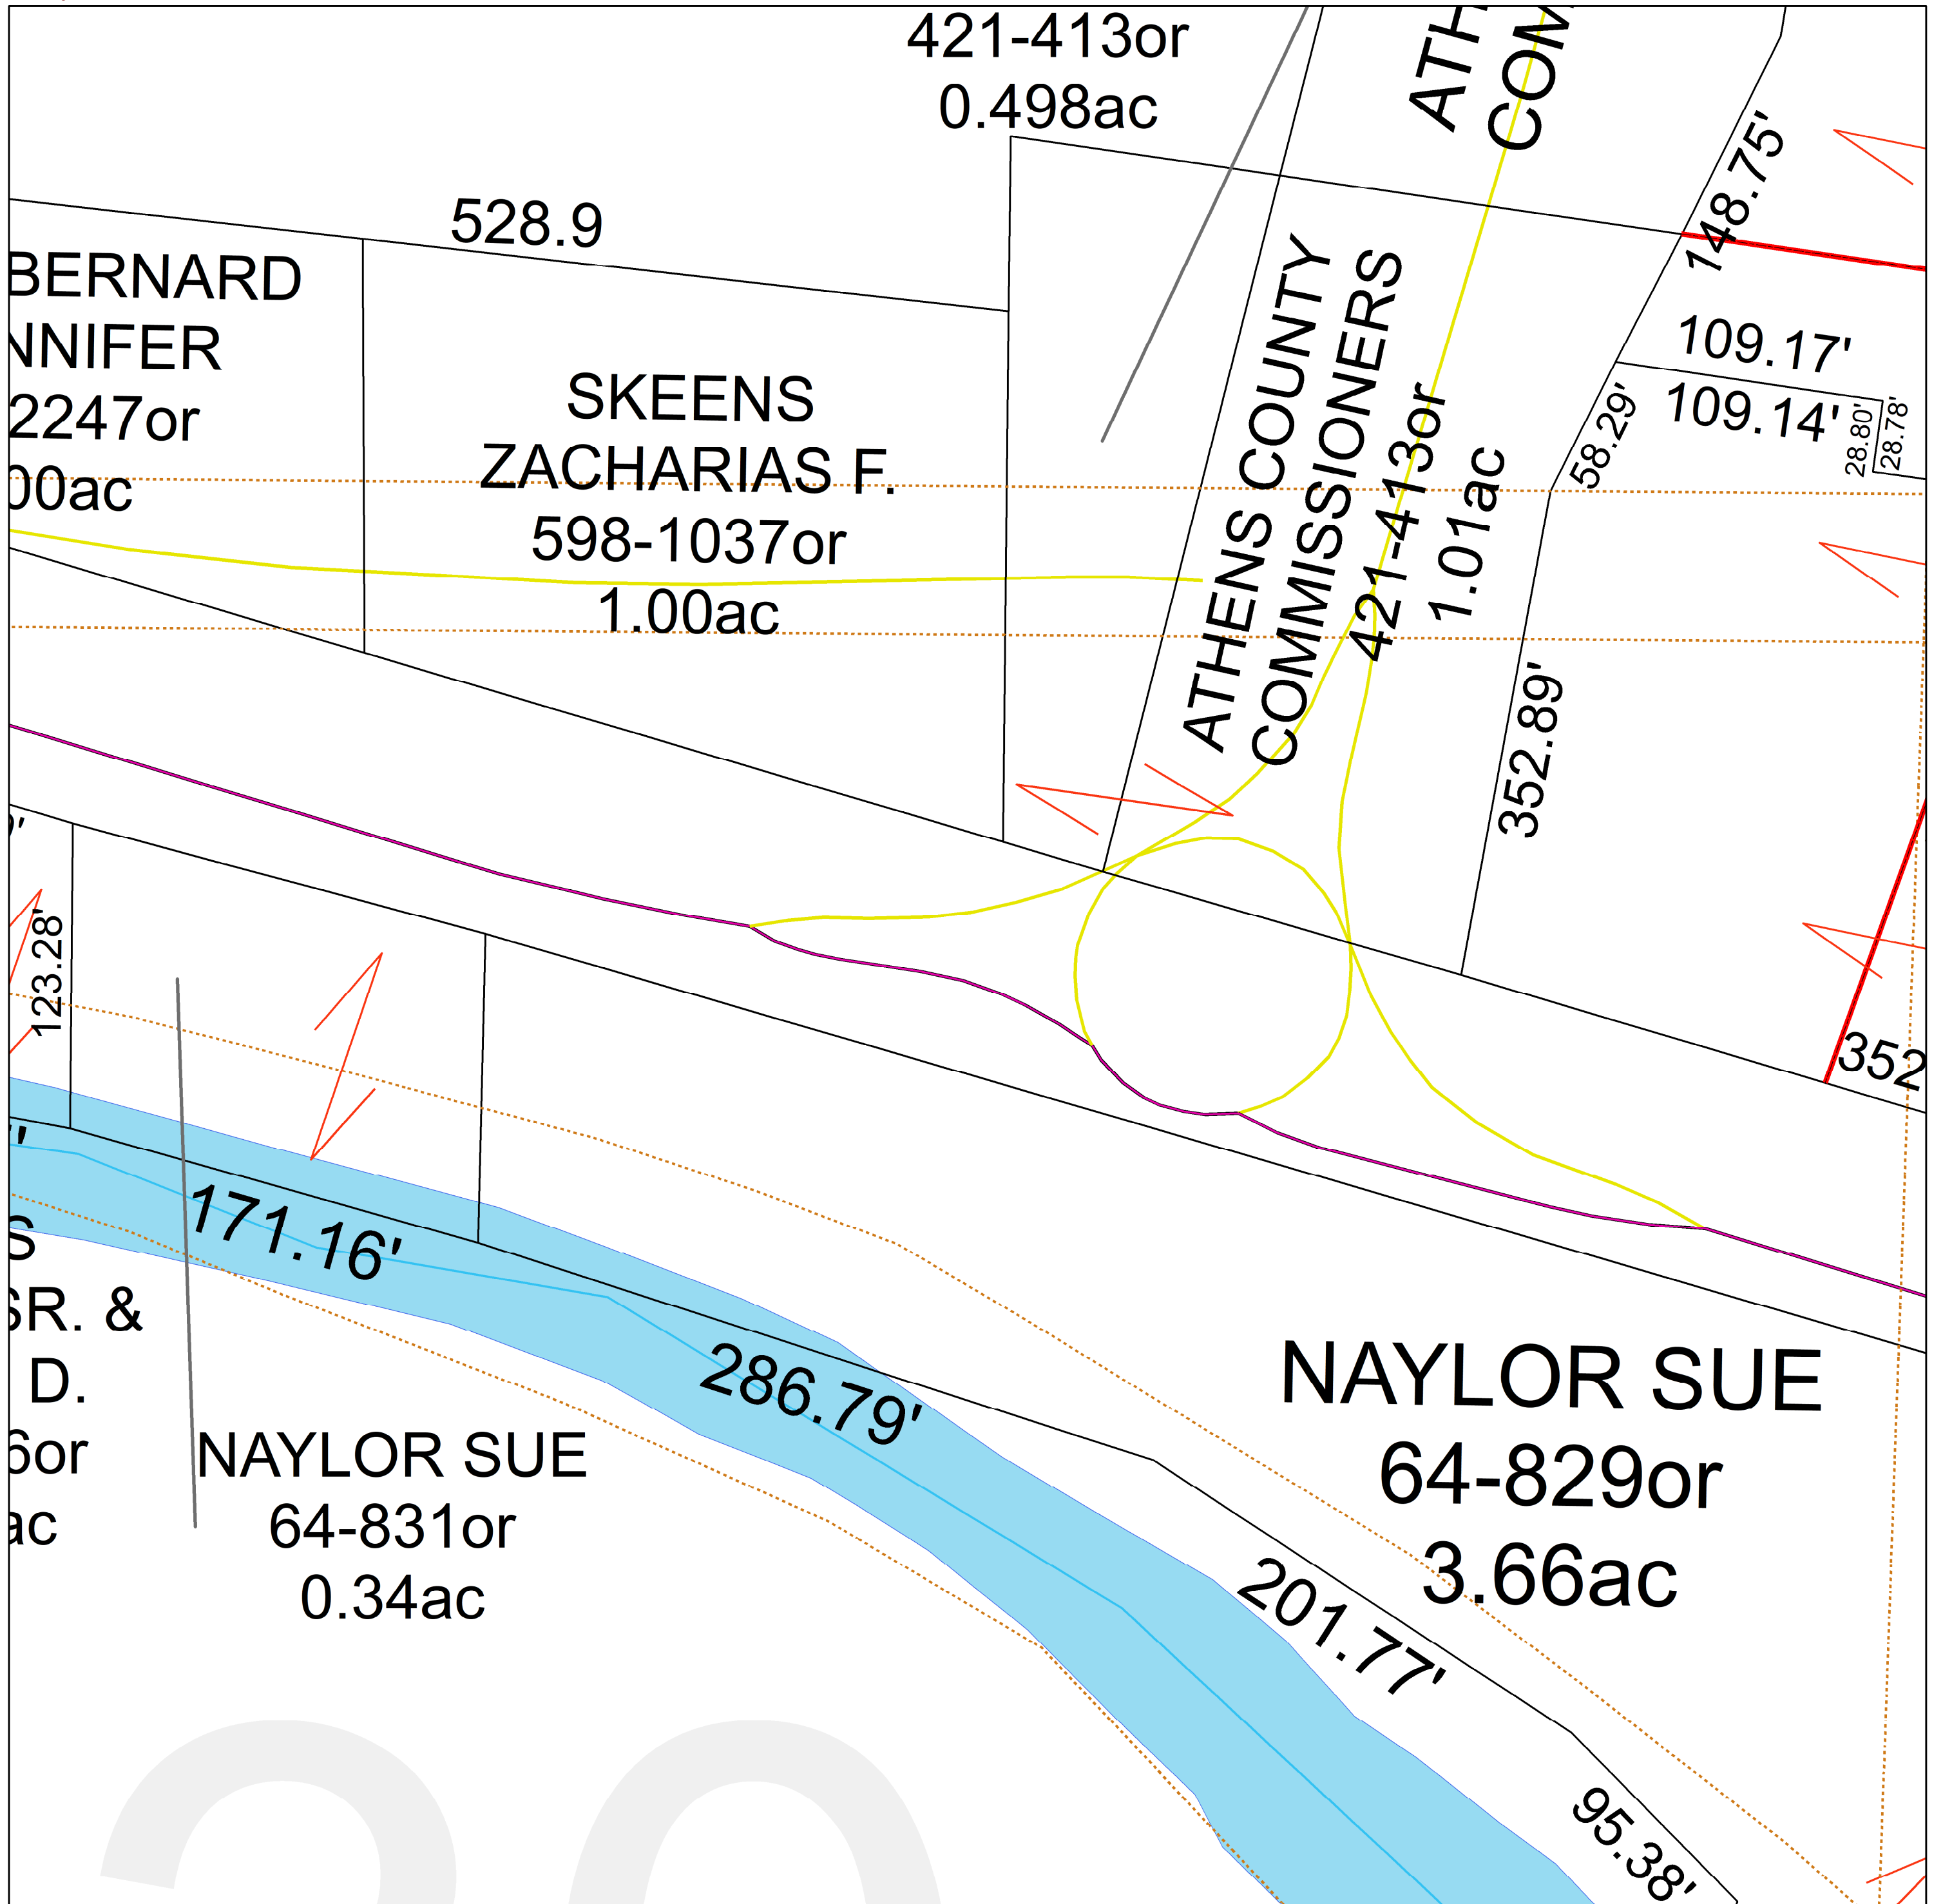 421-413or
0.498ac
528.9
148.75'
BERNARD
2247or
00ac
SKEENS
ZACHARIAS F.
598-1037or
1.00ac
ATHENS COUNTY
COMMISSIONERS
421-413or
1.01ac
109.17'
109.14'
28.80'
28.78'
58.29'
352.89'
123.28'
352
171.16'
286.79'
SR. &
D.
NAYLOR SUE
64-831or
0.34ac
NAYLOR SUE
64-829or
3.66ac
201.77'
95.38'